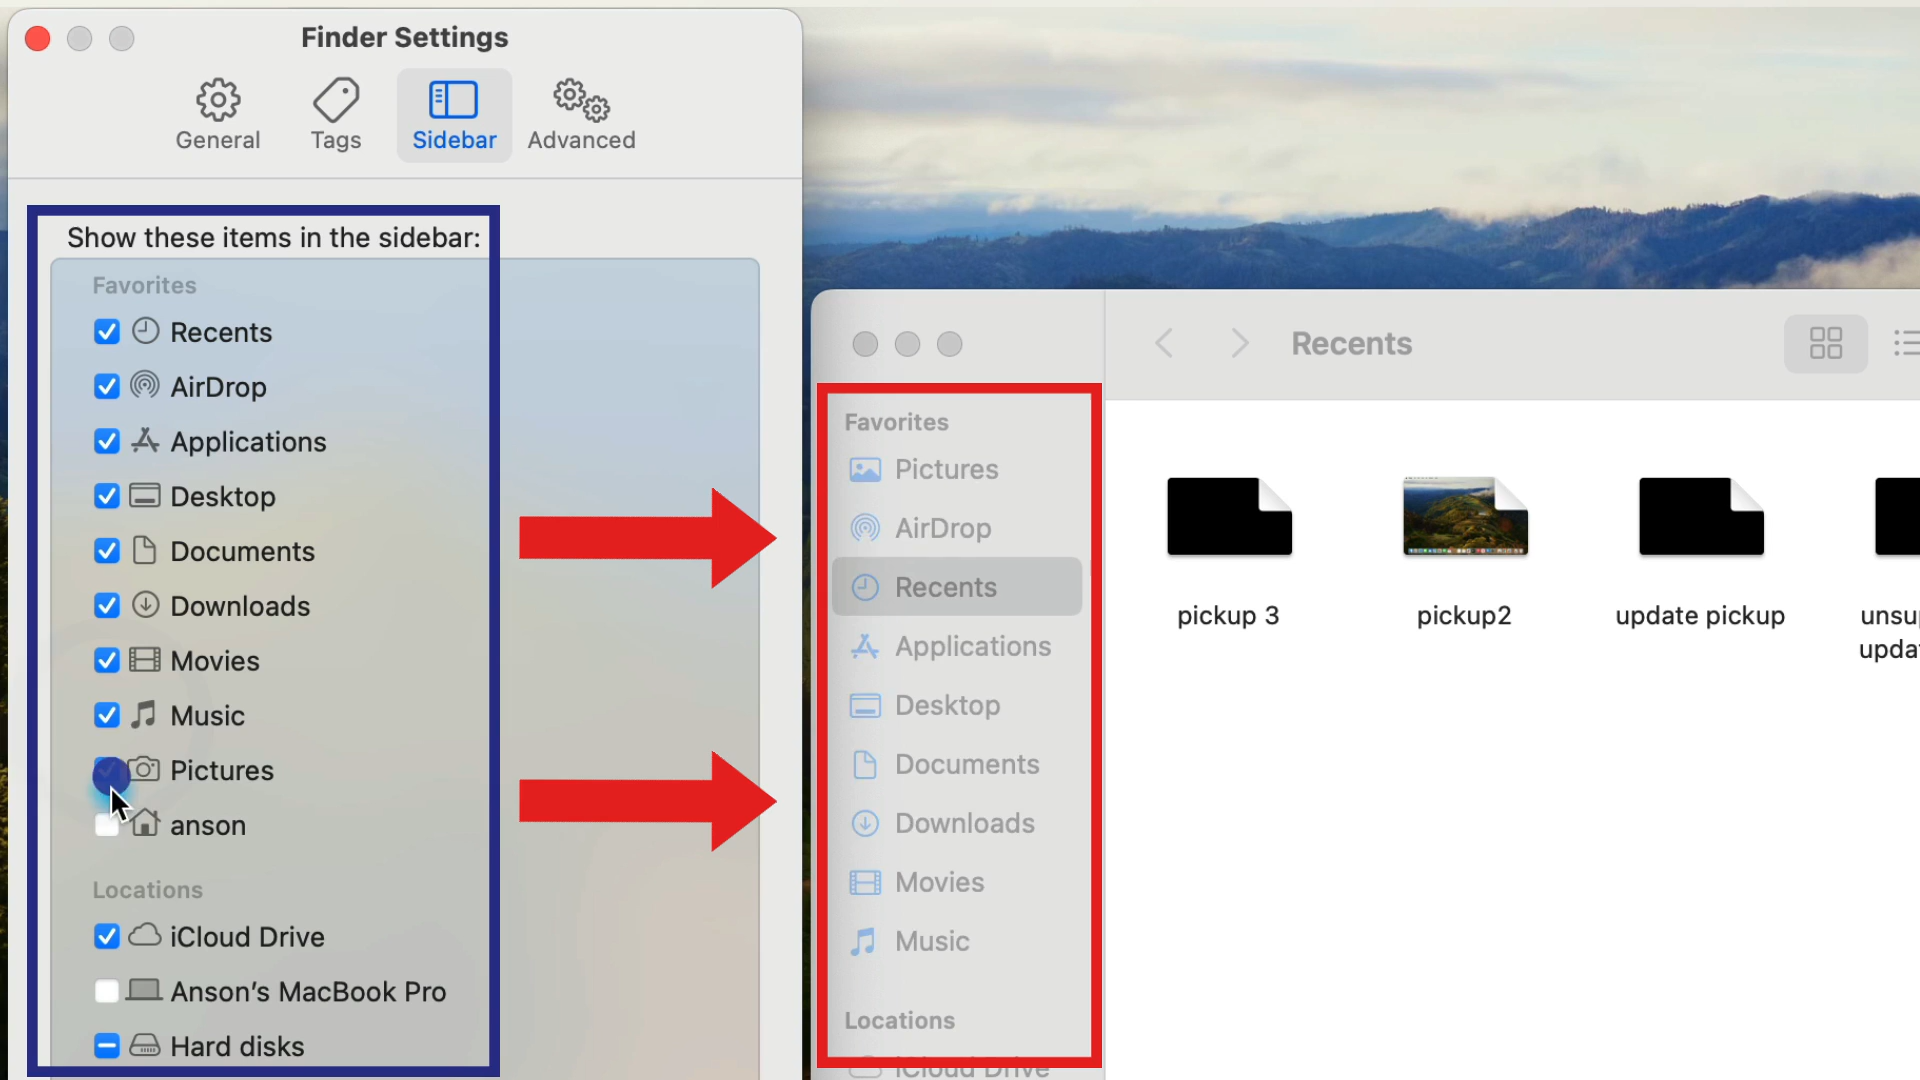 Finder Settings
General
Tags
Sidebar
Advanced
Show these items in the sidebar:
Favorites
Recents
AirDrop
Applications
Desktop
Documents
Downloads
Movies
Music
Pictures
anson
Locations
iCloud Drive
Anson’s MacBook Pro
Hard disks
Recents
Favorites
Pictures
AirDrop
Recents
Applications
Desktop
Documents
Downloads
Movies
Music
Locations
iCloud Drive
pickup 3
pickup2
update pickup